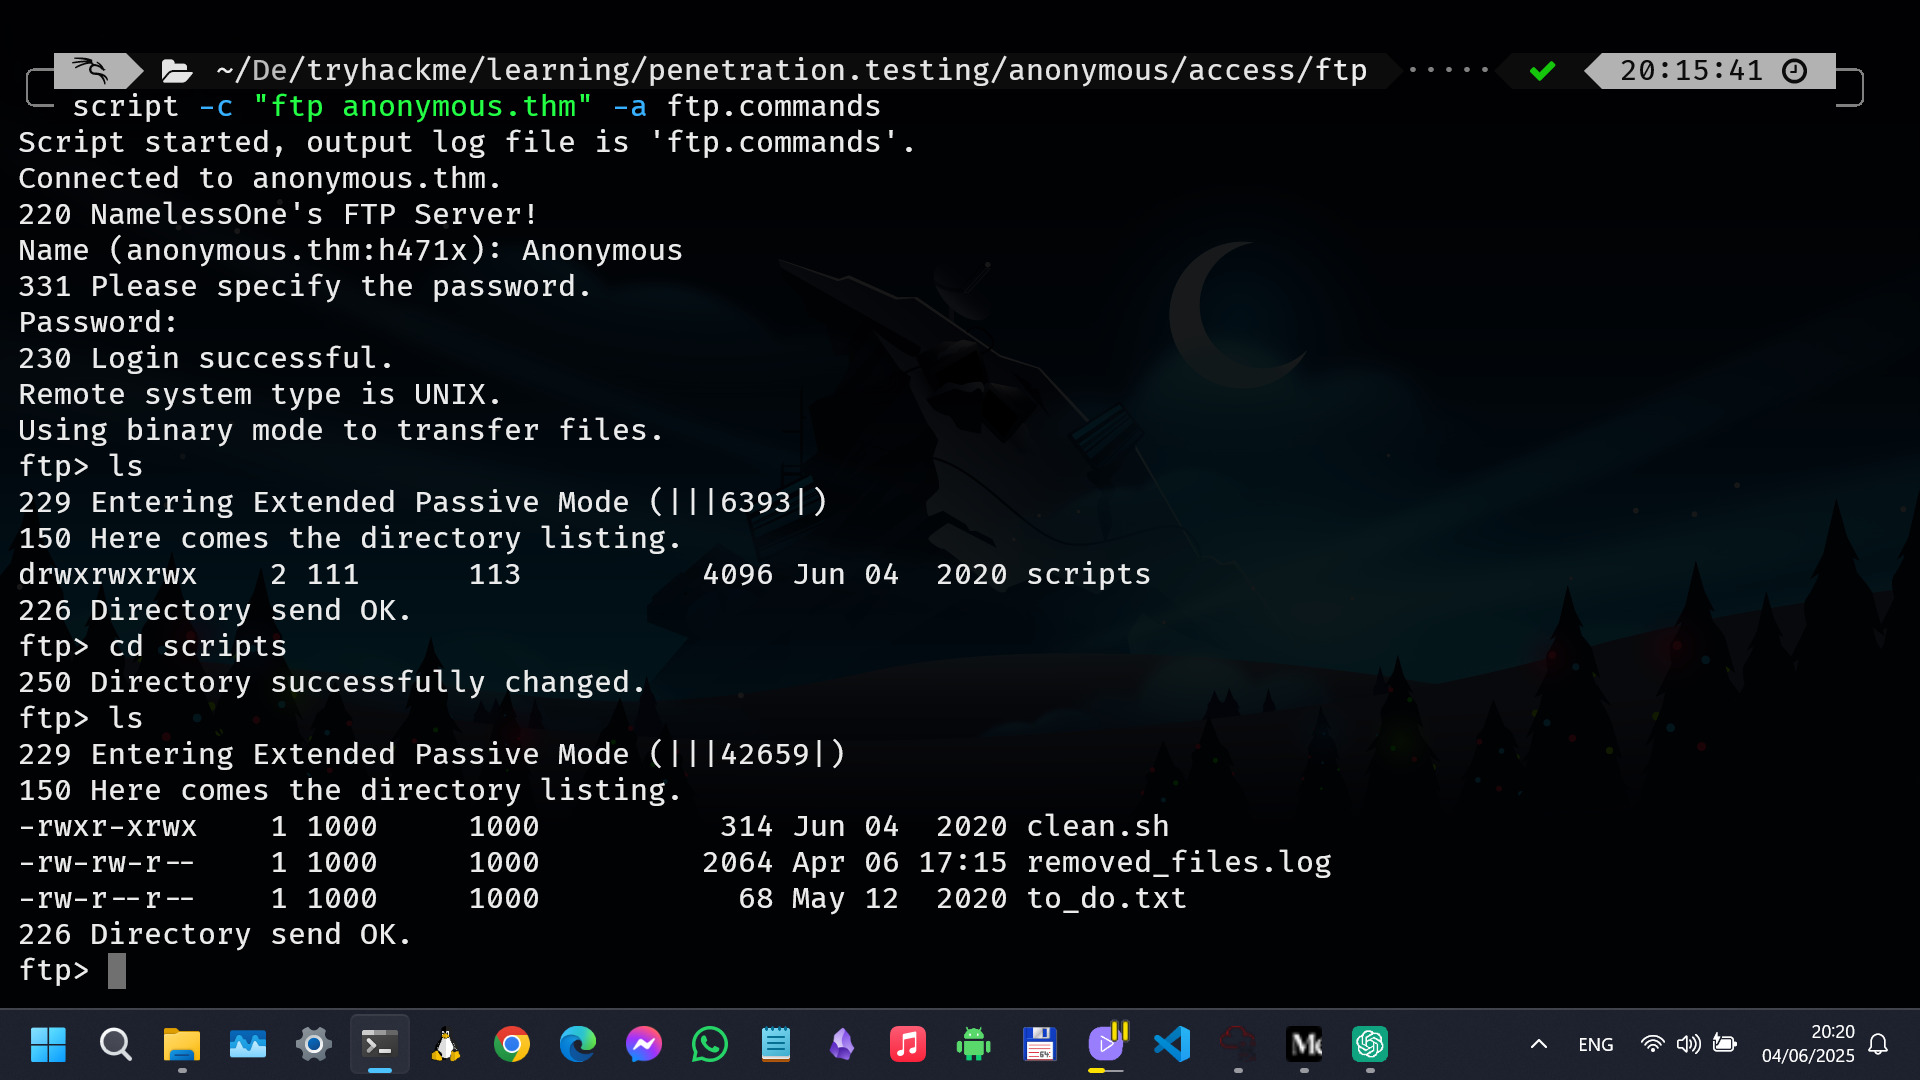 ~/De/tryhackme/learning/penetration.testing/anonymous/access/ftp ····· ✔ 20:15:41
script -c "ftp anonymous.thm" -a ftp.commands
Script started, output log file is 'ftp.commands'.
Connected to anonymous.thm.
220 NamelessOne's FTP Server!
Name (anonymous.thm:h471x): Anonymous
331 Please specify the password.
Password:
230 Login successful.
Remote system type is UNIX.
Using binary mode to transfer files.
ftp> ls
229 Entering Extended Passive Mode (|||6393|)
150 Here comes the directory listing.
drwxrwxrwx    2 111      113          4096 Jun 04  2020 scripts
226 Directory send OK.
ftp> cd scripts
250 Directory successfully changed.
ftp> ls
229 Entering Extended Passive Mode (|||42659|)
150 Here comes the directory listing.
-rwxr-xrwx    1 1000     1000          314 Jun 04  2020 clean.sh
-rw-rw-r--    1 1000     1000         2064 Apr 06 17:15 removed_files.log
-rw-r--r--    1 1000     1000           68 May 12  2020 to_do.txt
226 Directory send OK.
ftp>
ENG
20:20
04/06/2025